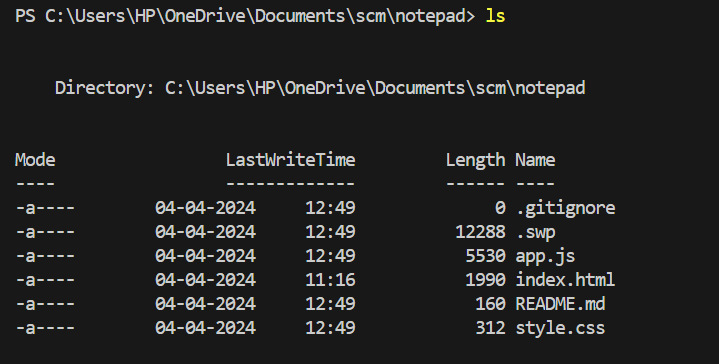 PS C:\Users\HP\OneDrive\Documents\scm\notepad> ls
Directory: C:\Users\HP\OneDrive\Documents\scm\notepad
Mode LastWriteTime Length Name
---- ------------- ------ ----
-a---- 04-04-2024 12:49 0 .gitignore
-a---- 04-04-2024 12:49 12288 .swp
-a---- 04-04-2024 12:49 5530 app.js
-a---- 04-04-2024 11:16 1990 index.html
-a---- 04-04-2024 12:49 160 README.md
-a---- 04-04-2024 12:49 312 style.css